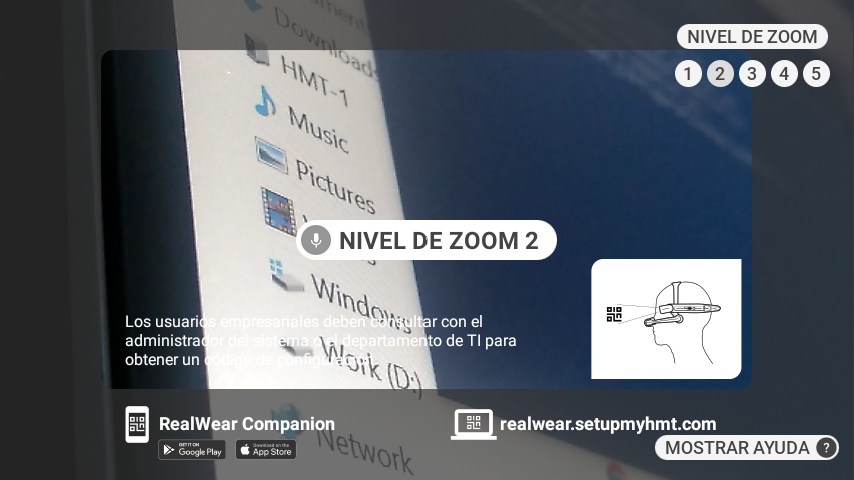 Documents
Downloads
HMT-1
Music
Pictures
Windows
Work (D:)
Network
NIVEL DE ZOOM
1 2 3 4 5
NIVEL DE ZOOM 2
Los usuarios empresariales deben consultar con el
administrador del sistema o el departamento de TI para
obtener un código de configuración.
RealWear Companion
GET IT ON
Google Play
Download on the
App Store
realwear.setupmyhmt.com
MOSTRAR AYUDA ?